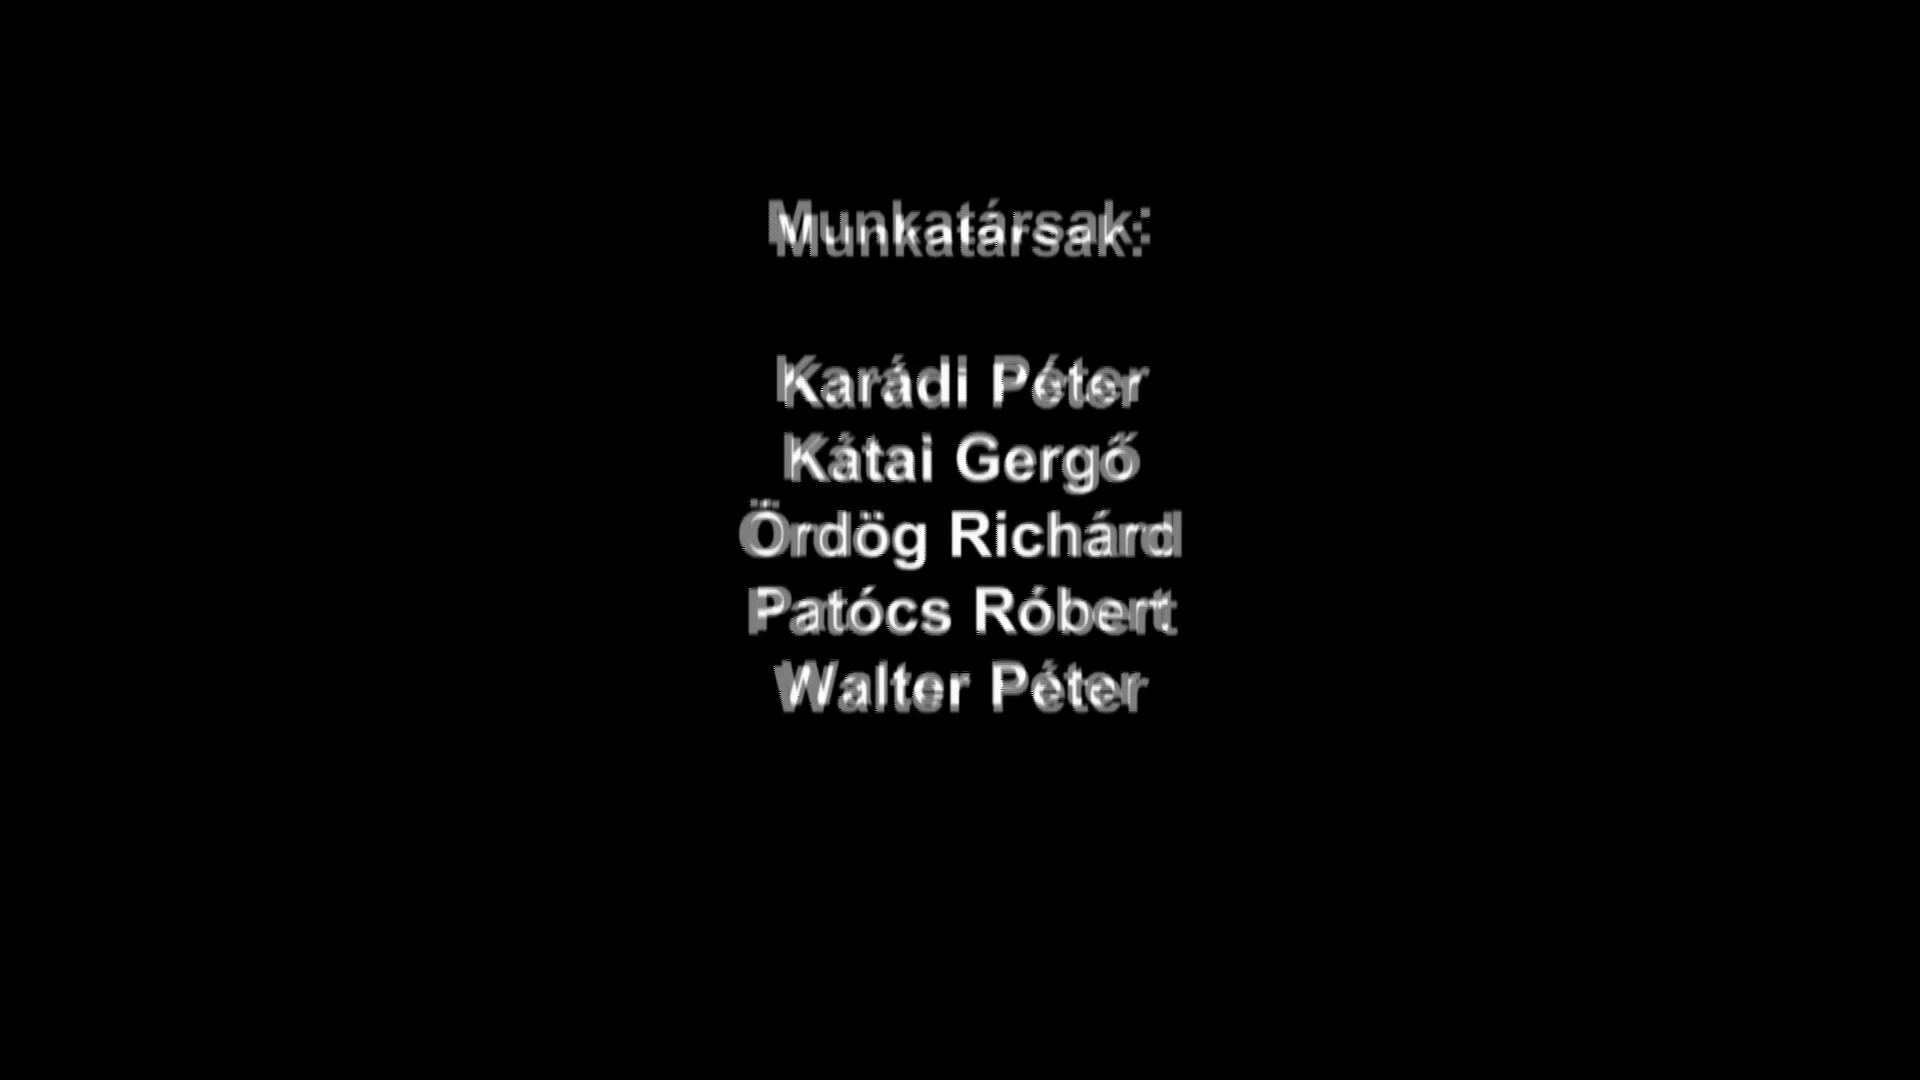 Munkatársak:
Karádi Péter
Kátai Gergő
Ördög Richárd
Patócs Róbert
Walter Péter